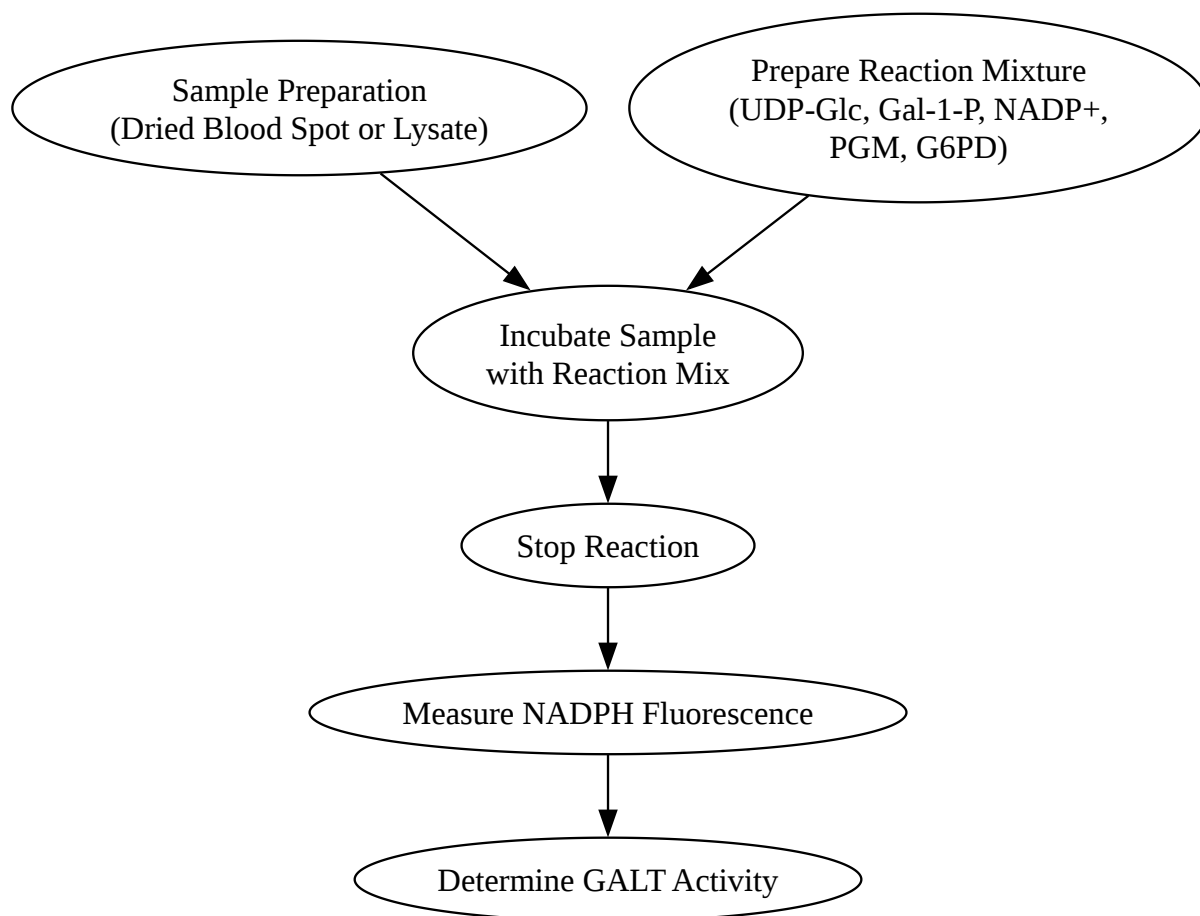 Sample Preparation
(Dried Blood Spot or Lysate)
Prepare Reaction Mixture
(UDP-Glc, Gal-1-P, NADP+,
PGM, G6PD)
Incubate Sample
with Reaction Mix
Stop Reaction
Measure NADPH Fluorescence
Determine GALT Activity